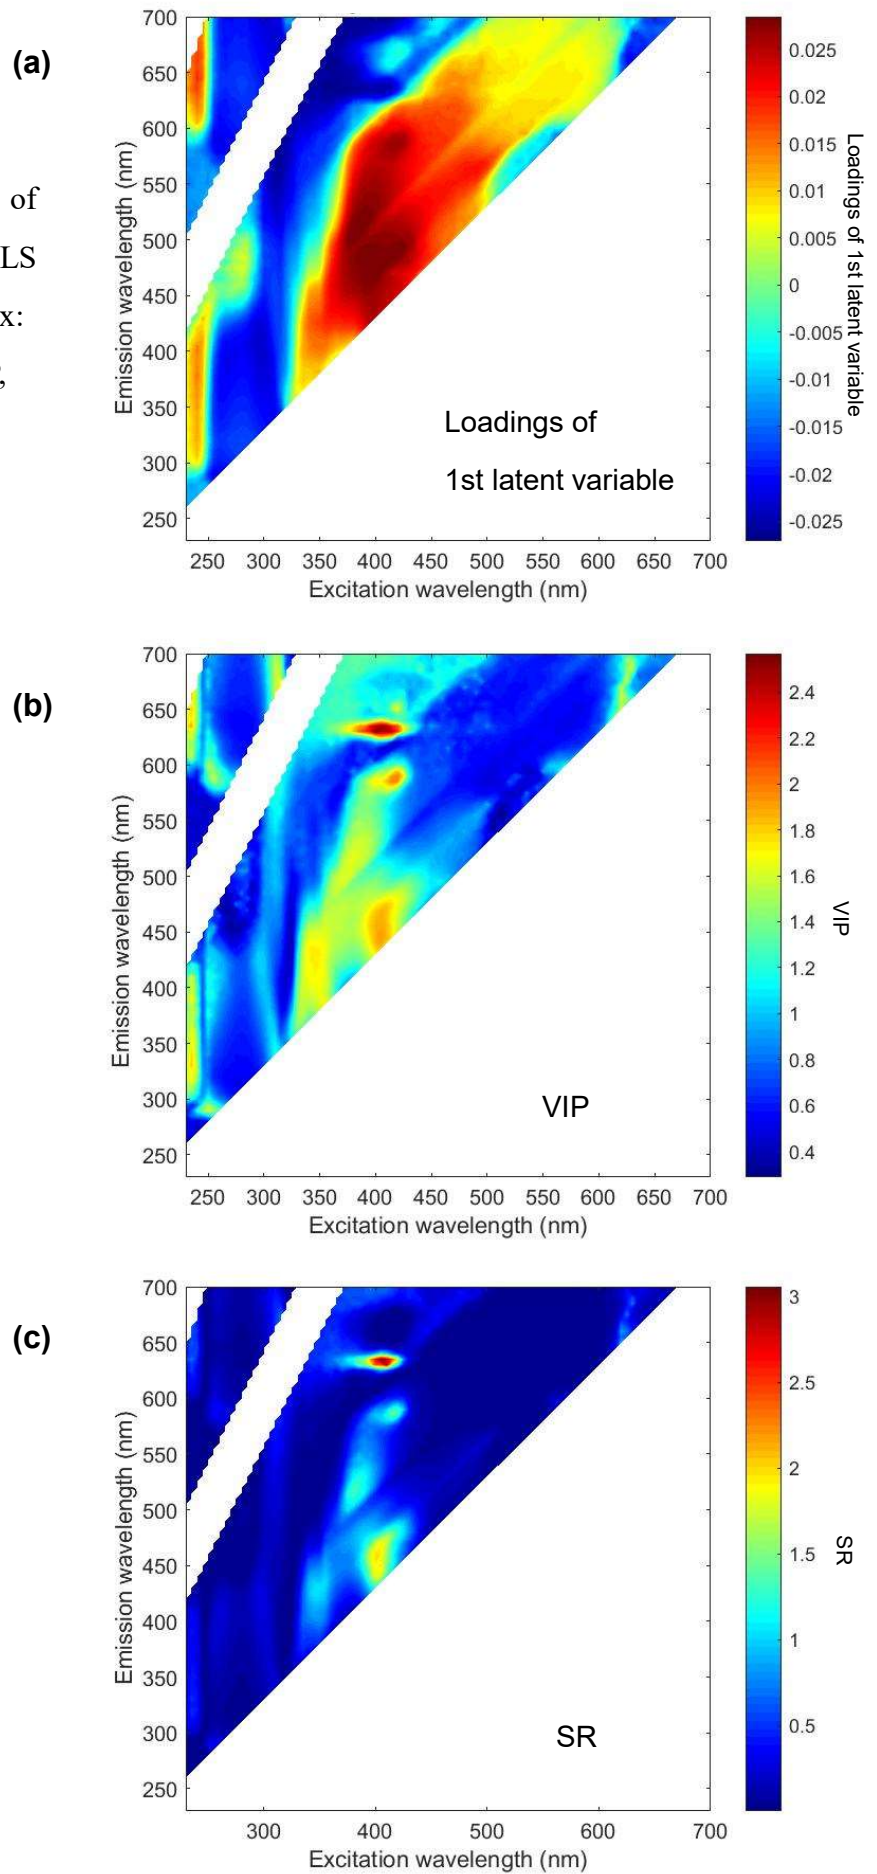 (a)
of
LS
x:
,
700
650
600
550
500
450
400
350
300
250
Emission wavelength (nm)
Loadings of
1st latent variable
250 300 350 400 450 500 550 600 650 700
Excitation wavelength (nm)
0.025
0.02
0.015
0.01
0.005
0
-0.005
-0.01
-0.015
-0.02
-0.025
Loadings of 1st latent variable
(b)
700
650
600
550
500
450
400
350
300
250
Emission wavelength (nm)
VIP
250 300 350 400 450 500 550 600 650 700
Excitation wavelength (nm)
2.4
2.2
2
1.8
1.6
1.4
1.2
1
0.8
0.6
0.4
VIP
(c)
700
650
600
550
500
450
400
350
300
250
Emission wavelength (nm)
SR
300 400 500 600 700
Excitation wavelength (nm)
3
2.5
2
1.5
1
0.5
SR